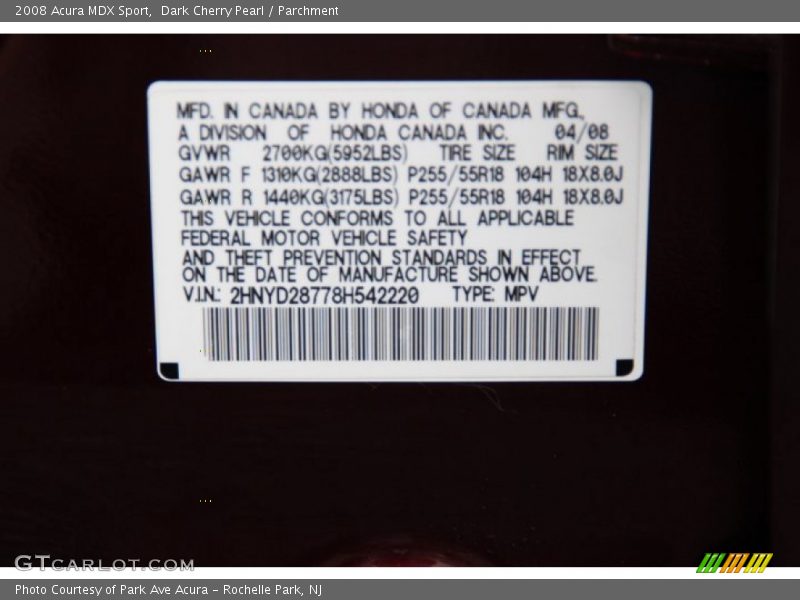 2008 Acura MDX Sport,  Dark Cherry Pearl / Parchment
MFD. IN CANADA BY HONDA OF CANADA MFG.,
A DIVISION OF HONDA CANADA INC. 04/08
GVWR 2700KG(5952LBS) TIRE SIZE RIM SIZE
GAWR F 1310KG(2888LBS) P255/55R18 104H 18X8.0J
GAWR R 1440KG(3175LBS) P255/55R18 104H 18X8.0J
THIS VEHICLE CONFORMS TO ALL APPLICABLE
FEDERAL MOTOR VEHICLE SAFETY
AND THEFT PREVENTION STANDARDS IN EFFECT
ON THE DATE OF MANUFACTURE SHOWN ABOVE.
V.I.N.: 2HNYD28778H542220 TYPE: MPV
GTCARLOT.COM
Photo Courtesy of Park Ave Acura - Rochelle Park, NJ